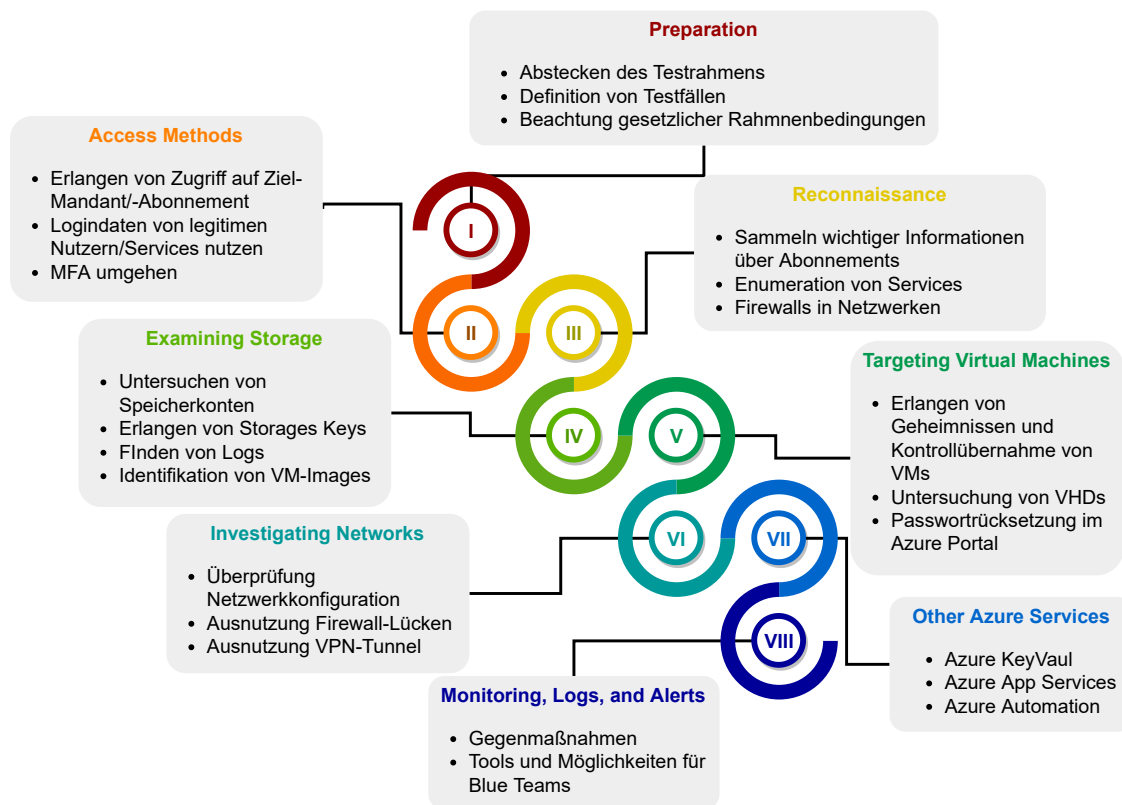 Preparation
• Abstecken des Testrahmens
• Definition von Testfällen
• Beachtung gesetzlicher Rahmnenbedingungen
Access Methods
• Erlangen von Zugriff auf Ziel-
Mandant/-Abonnement
• Logindaten von legitimen
Nutzern/Services nutzen
• MFA umgehen
Reconnaissance
• Sammeln wichtiger Informationen
über Abonnements
• Enumeration von Services
• Firewalls in Netzwerken
Examining Storage
• Untersuchen von
Speicherkonten
• Erlangen von Storages Keys
• FInden von Logs
• Identifikation von VM-Images
Targeting Virtual Machines
• Erlangen von
Geheimnissen und
Kontrollübernahme von
VMs
• Untersuchung von VHDs
• Passwortrücksetzung im
Azure Portal
Investigating Networks
• Überprüfung
Netzwerkkonfiguration
• Ausnutzung Firewall-Lücken
• Ausnutzung VPN-Tunnel
Other Azure Services
• Azure KeyVaul
• Azure App Services
• Azure Automation
Monitoring, Logs, and Alerts
• Gegenmaßnahmen
• Tools und Möglichkeiten für
Blue Teams
I
II
III
IV
V
VI
VII
VIII